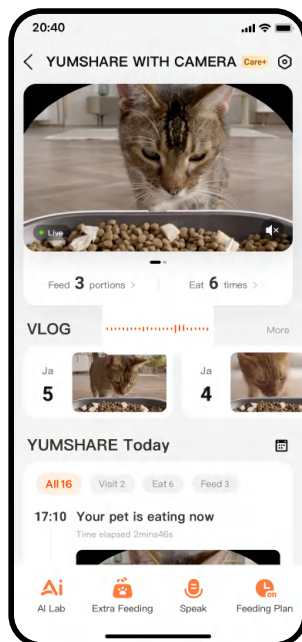 20:40
YUMSHARE WITH CAMERA Care+
Live
Feed 3 portions > Eat 6 times >
VLOG More
Ja
5
Ja
4
YUMSHARE Today
All 16 Visit 2 Eat 6 Feed 3
17:10 Your pet is eating now
Time elapsed 2mins46s
Ai on
AI Lab Extra Feeding Speak Feeding Plan